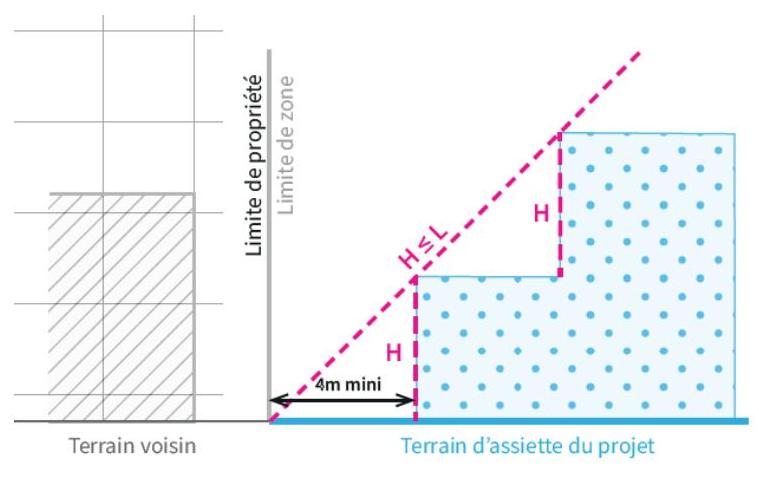 Limite de propriété
Limite de zone
H ≤ L
H
H
4m mini
Terrain voisin
Terrain d'assiette du projet